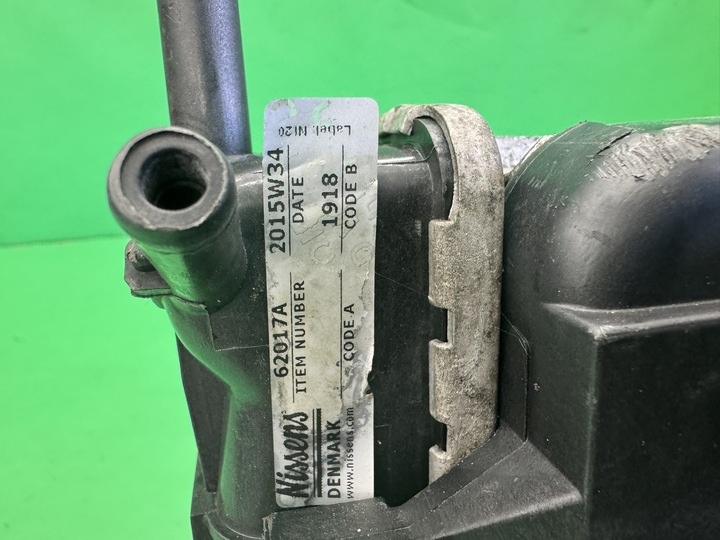 Nissens
DENMARK
www.nissens.com
62017A
ITEM NUMBER
CODE A
2015W34
DATE
1918
CODE B
Label: NI20